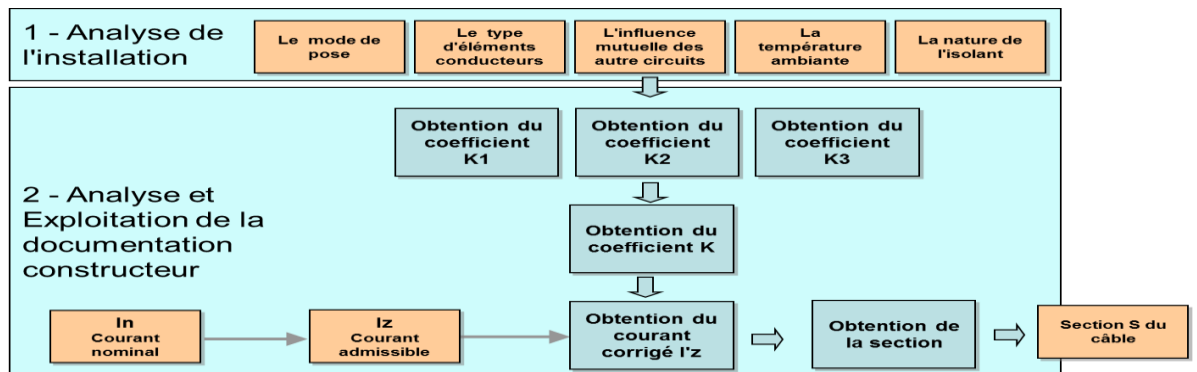 1 - Analyse de
l'installation
Le mode de
pose
Le type
d'éléments
conducteurs
L'influence
mutuelle des
autre circuits
La
température
ambiante
La nature de
l'isolant
2 - Analyse et
Exploitation de la
documentation
constructeur
Obtention du
coefficient
K1
Obtention du
coefficient
K2
Obtention du
coefficient
K3
Obtention du
coefficient K
In
Courant
nominal
Iz
Courant
admissible
Obtention du
courant
corrigé I'z
Obtention de
la section
Section S du
câble